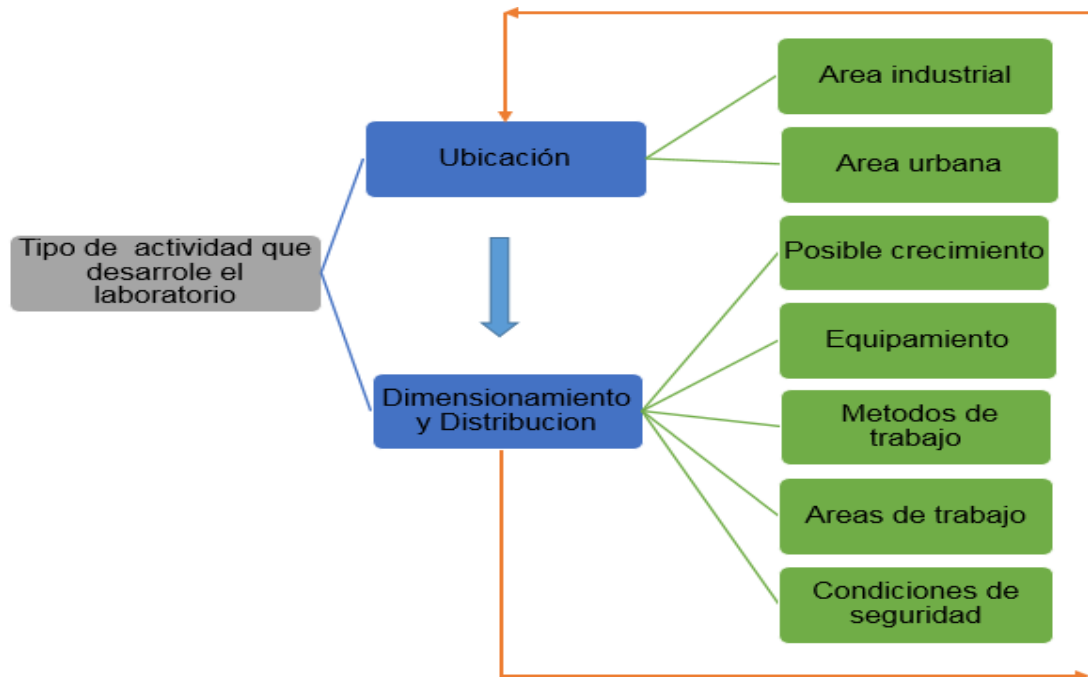 Tipo de actividad que
desarrole el
laboratorio
Ubicación
Area industrial
Area urbana
Dimensionamiento
y Distribucion
Posible crecimiento
Equipamiento
Metodos de
trabajo
Areas de trabajo
Condiciones de
seguridad